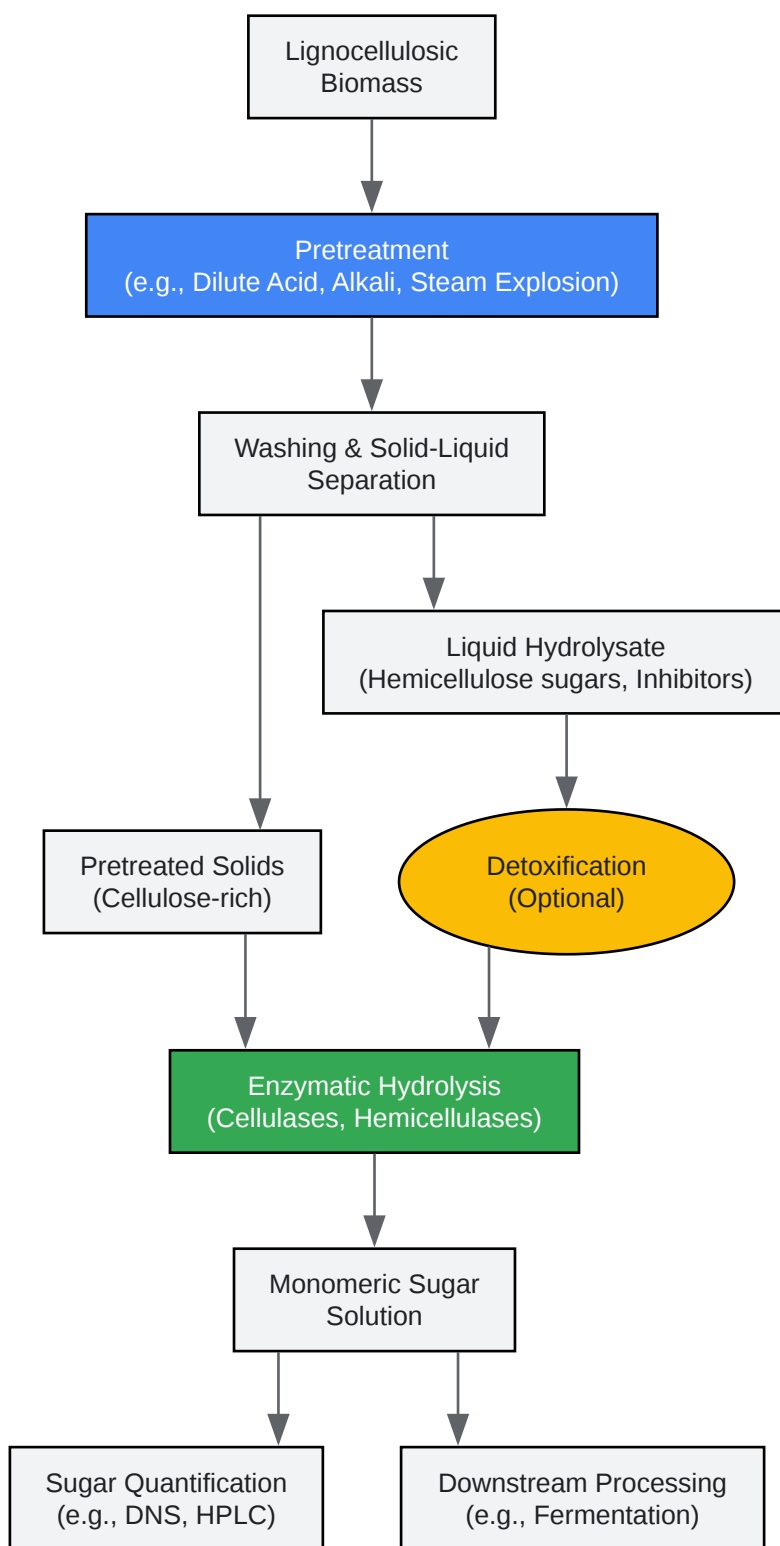 Lignocellulosic
Biomass
Pretreatment
(e.g., Dilute Acid, Alkali, Steam Explosion)
Washing & Solid-Liquid
Separation
Liquid Hydrolysate
(Hemicellulose sugars, Inhibitors)
Pretreated Solids
(Cellulose-rich)
Detoxification
(Optional)
Enzymatic Hydrolysis
(Cellulases, Hemicellulases)
Monomeric Sugar
Solution
Sugar Quantification
(e.g., DNS, HPLC)
Downstream Processing
(e.g., Fermentation)